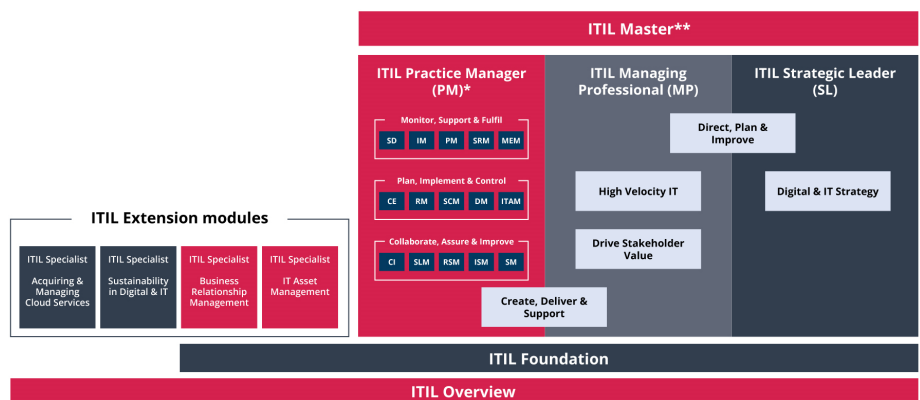 ITIL Master**
ITIL Practice Manager
(PM)*
Monitor, Support & Fulfil
SD IM PM SRM MEM
Plan, Implement & Control
CE RM SCM DM ITAM
Collaborate, Assure & Improve
CI SLM RSM ISM SM
ITIL Managing
Professional (MP)
ITIL Strategic Leader
(SL)
Direct, Plan &
Improve
High Velocity IT
Digital & IT Strategy
Drive Stakeholder
Value
Create, Deliver &
Support
ITIL Extension modules
ITIL Specialist
Acquiring &
Managing
Cloud Services
ITIL Specialist
Sustainability
in Digital & IT
ITIL Specialist
Business
Relationship
Management
ITIL Specialist
IT Asset
Management
ITIL Foundation
ITIL Overview